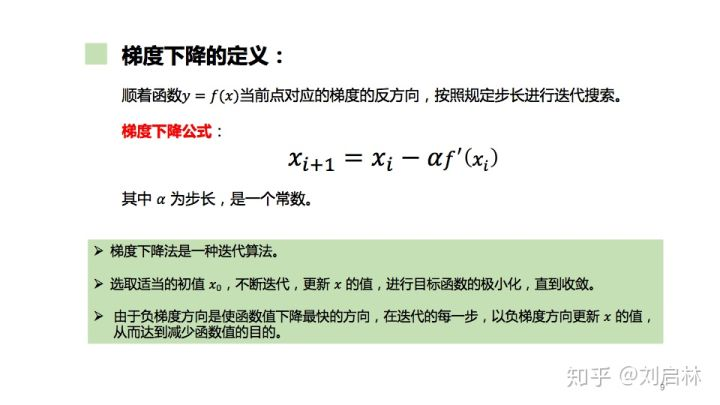 梯度下降的定义：
顺着函数y = f(x)当前点对应的梯度的反方向，按照规定步长进行迭代搜索。
梯度下降公式：
xᵢ₊₁ = xᵢ − αf′(xᵢ)
其中 α 为步长，是一个常数。
➢ 梯度下降法是一种迭代算法。
➢ 选取适当的初值 x₀，不断迭代，更新 x 的值，进行目标函数的极小化，直到收敛。
➢ 由于负梯度方向是使函数值下降最快的方向，在迭代的每一步，以负梯度方向更新 x 的值，
从而达到减少函数值的目的。
知乎 @刘启林
9